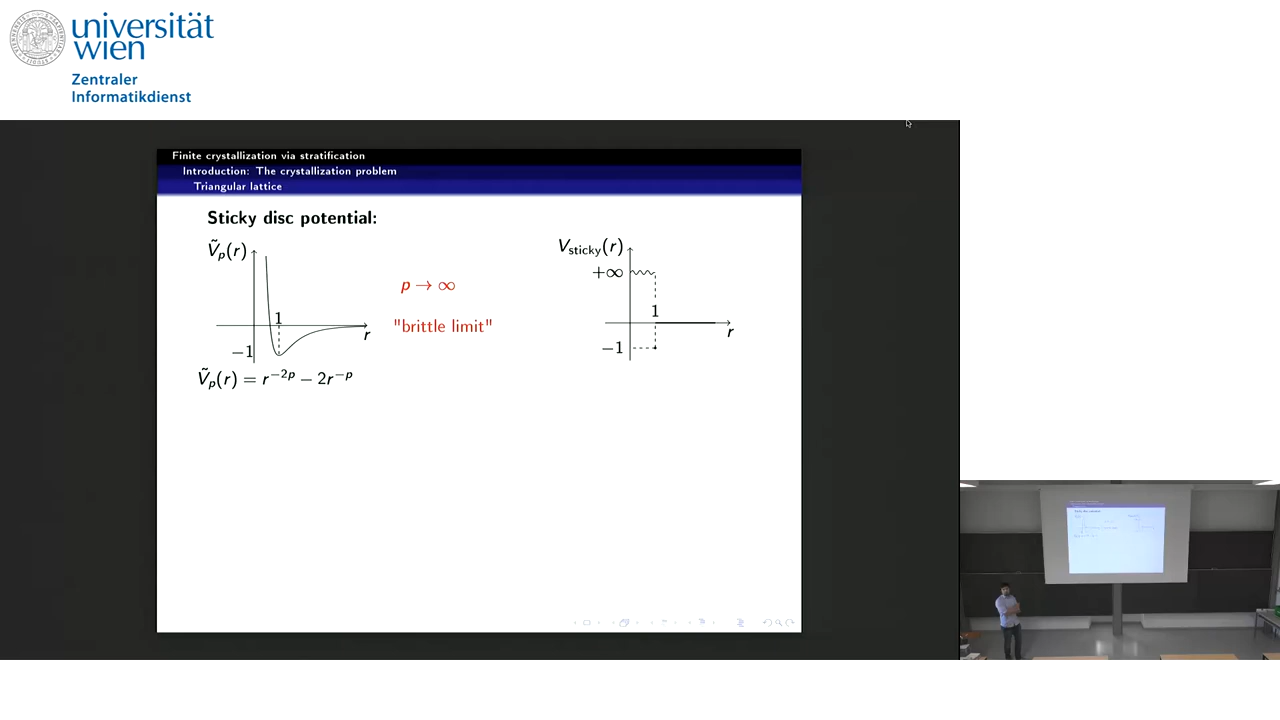 universität
wien
Zentraler
Informatikdienst
Finite crystallization via stratification
Introduction: The crystallization problem
Triangular lattice
Sticky disc potential:
Ṽₚ(r)
1
r
−1
Ṽₚ(r) = r⁻²ᵖ − 2r⁻ᵖ
p → ∞
"brittle limit"
V_sticky(r)
+∞
1
r
−1